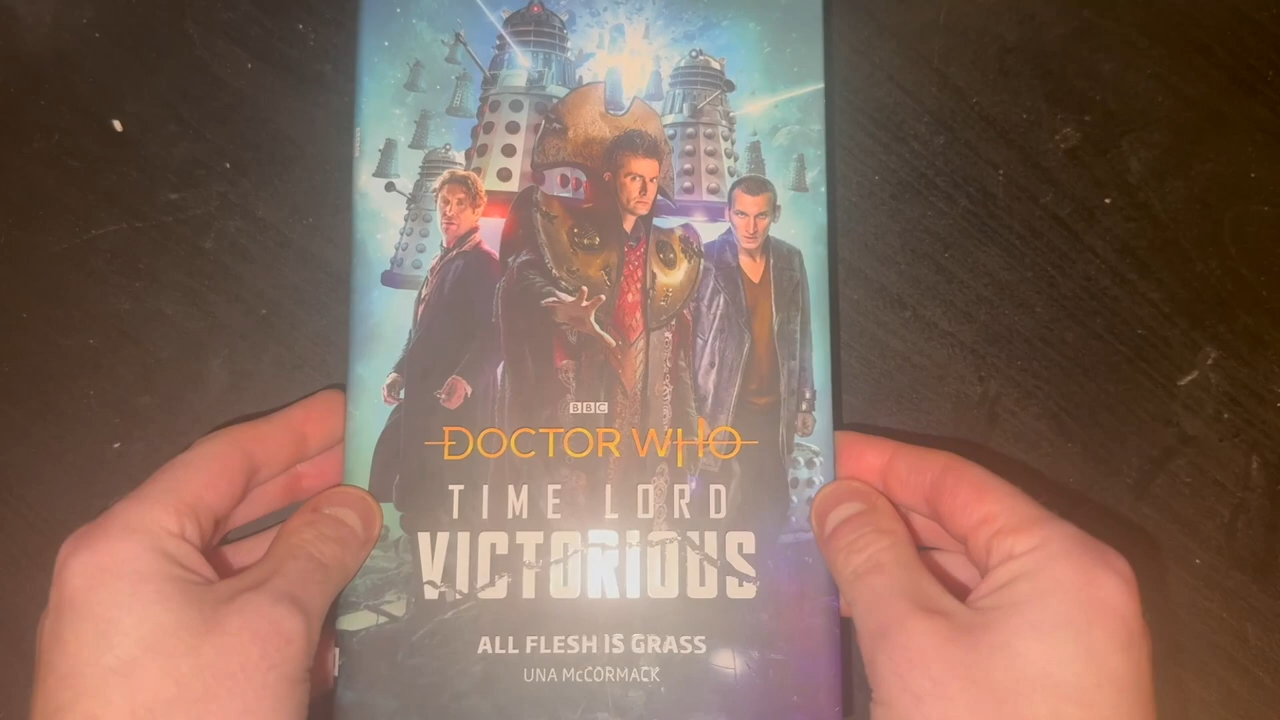 BBC
DOCTOR WHO
TIME LORD
VICTORIOUS
ALL FLESH IS GRASS
UNA McCORMACK